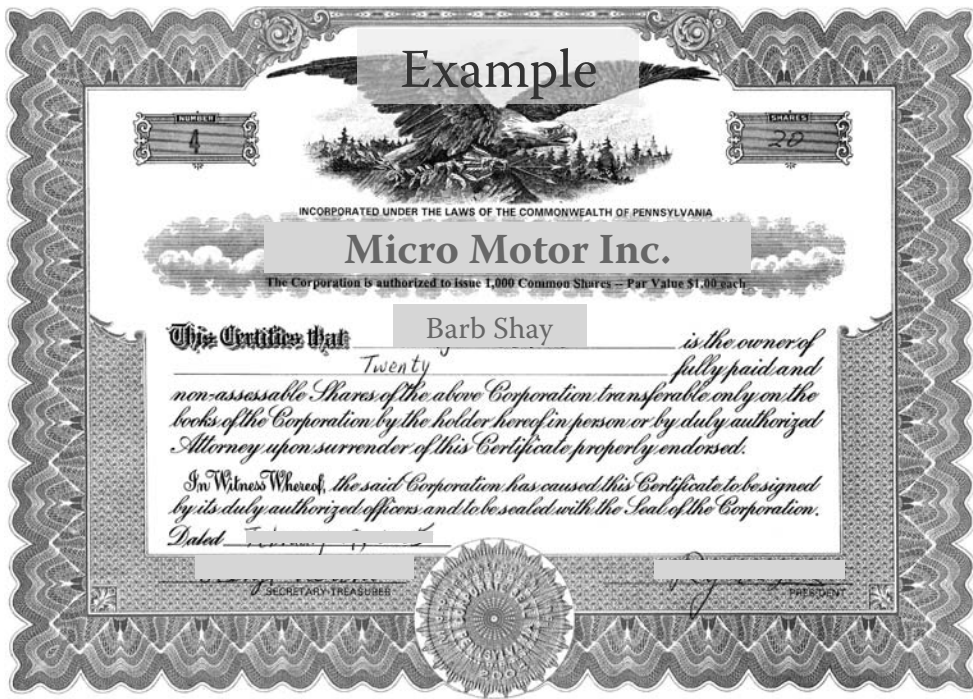 Example
NUMBER
4
SHARES
20
INCORPORATED UNDER THE LAWS OF THE COMMONWEALTH OF PENNSYLVANIA
Micro Motor Inc.
The Corporation is authorized to issue 1,000 Common Shares -- Par Value $1.00 each
This Certifies that Barb Shay is the owner of
Twenty fully paid and
non-assessable Shares of the above Corporation transferable only on the
books of the Corporation by the holder hereof in person or by duly authorized
Attorney upon surrender of this Certificate properly endorsed.
In Witness Whereof, the said Corporation has caused this Certificate to be signed
by its duly authorized officers and to be sealed with the Seal of the Corporation.
Dated
SECRETARY-TREASURER
PRESIDENT
CORPORATE SEAL
PENNSYLVANIA